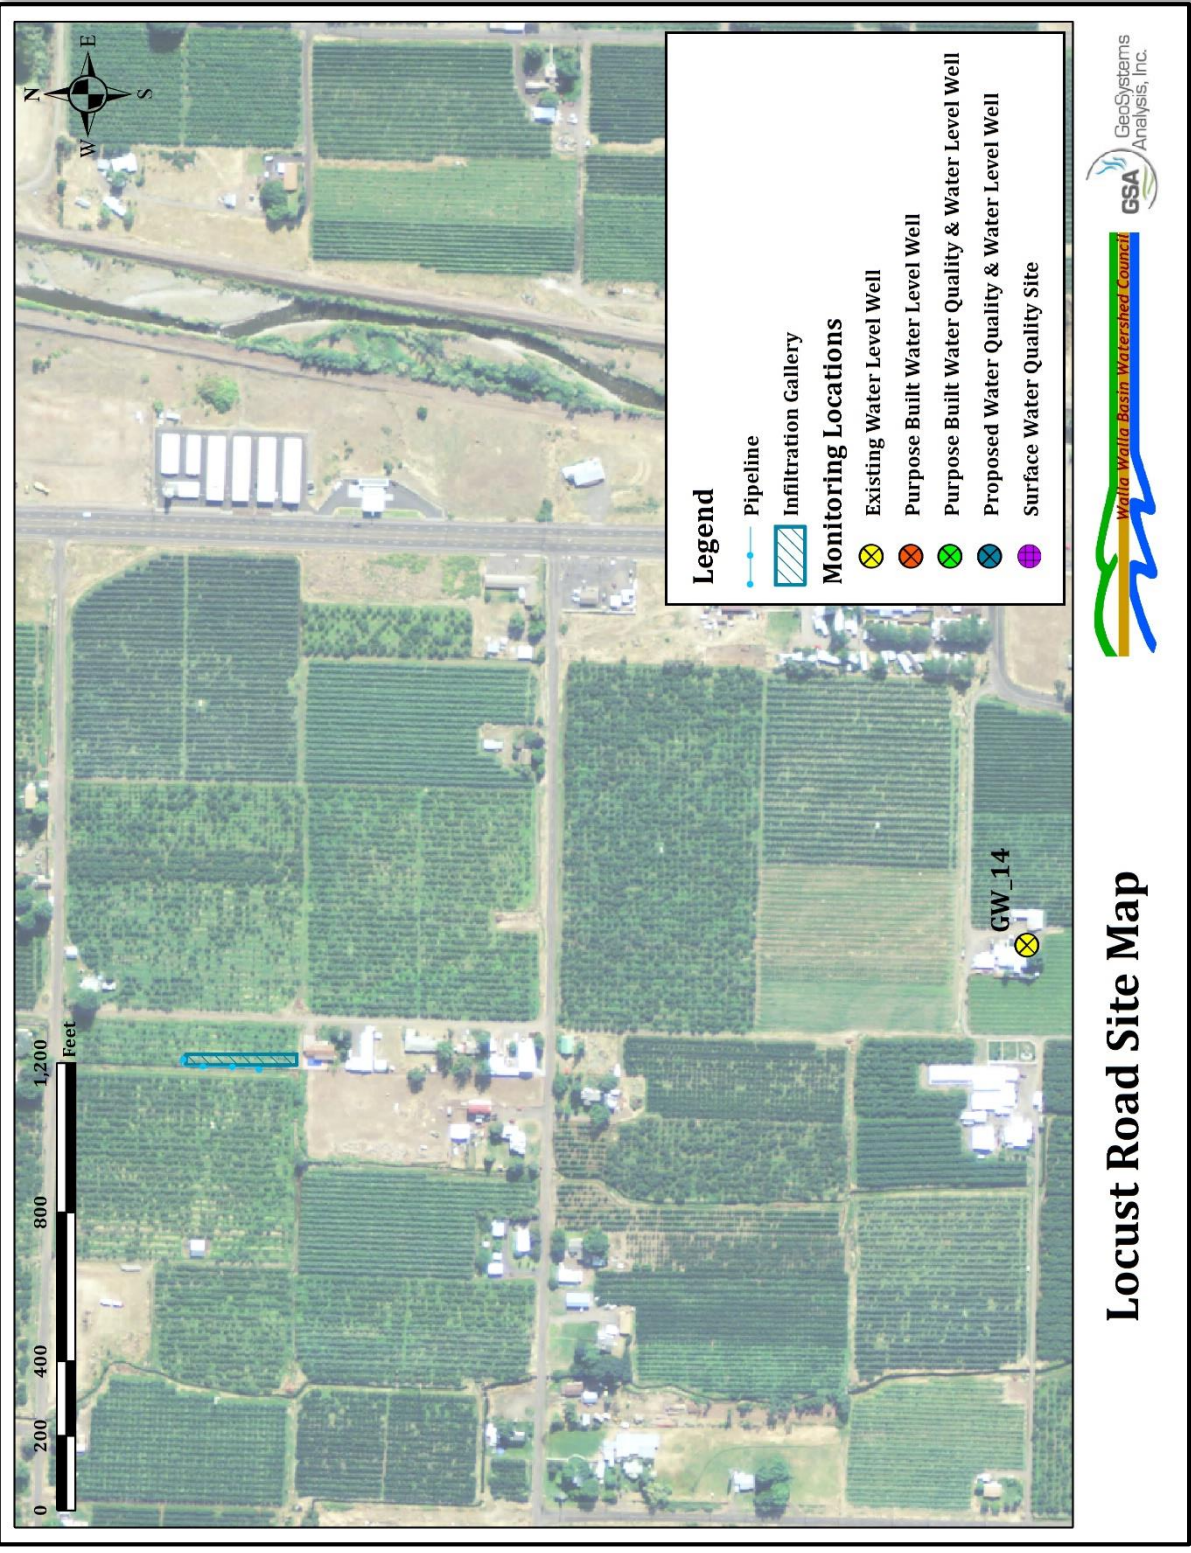 N
W
E
S
0
200
400
800
1,200
Feet
Legend
Pipeline
Infiltration Gallery
Monitoring Locations
Existing Water Level Well
Purpose Built Water Level Well
Purpose Built Water Quality & Water Level Well
Proposed Water Quality & Water Level Well
Surface Water Quality Site
GW_14
Locust Road Site Map
Walla Walla Basin Watershed Council
GSA
GeoSystems
Analysis, Inc.